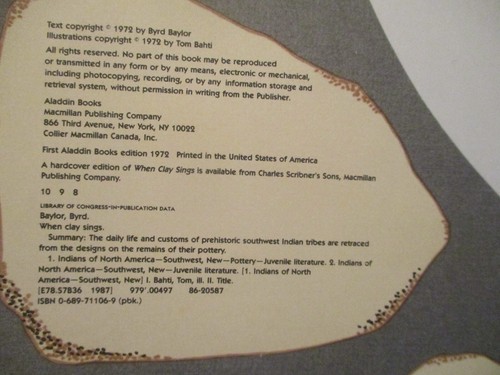 Text copyright © 1972 by Byrd Baylor
Illustrations copyright © 1972 by Tom Bahti
All rights reserved. No part of this book may be reproduced
or transmitted in any form or by any means, electronic or mechanical,
including photocopying, recording, or by any information storage and
retrieval system, without permission in writing from the Publisher.
Aladdin Books
Macmillan Publishing Company
866 Third Avenue, New York, NY 10022
Collier Macmillan Canada, Inc.
First Aladdin Books edition 1972 Printed in the United States of America
A hardcover edition of When Clay Sings is available from Charles Scribner's Sons, Macmillan
Publishing Company.
10 9 8
LIBRARY OF CONGRESS-IN-PUBLICATION DATA
Baylor, Byrd.
When clay sings.
Summary: The daily life and customs of prehistoric southwest Indian tribes are retraced
from the designs on the remains of their pottery.
1. Indians of North America—Southwest, New—Pottery—Juvenile literature. 2. Indians of
North America—Southwest, New—Juvenile literature. [1. Indians of North
America—Southwest, New] I. Bahti, Tom, ill. II. Title.
[E78.S7B36 1987] 979'.00497 86-20587
ISBN 0-689-71106-9 (pbk.)